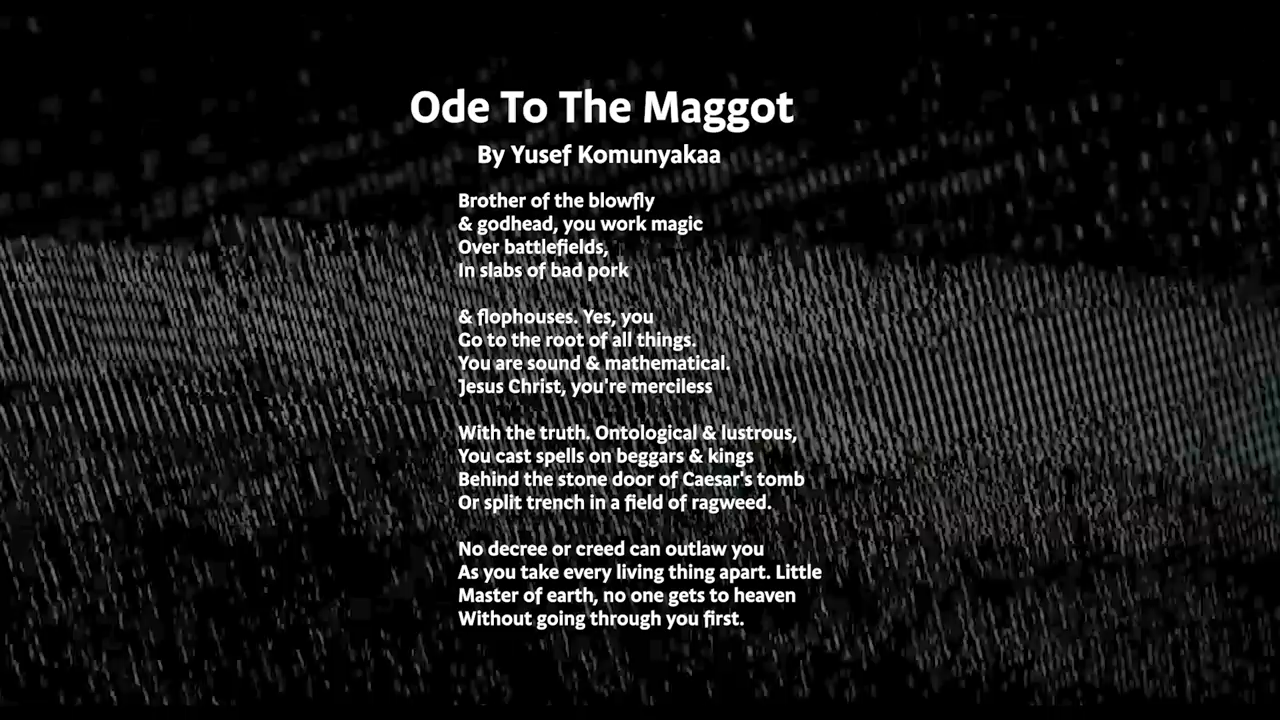 Ode To The Maggot
By Yusef Komunyakaa
Brother of the blowfly
& godhead, you work magic
Over battlefields,
In slabs of bad pork
& flophouses. Yes, you
Go to the root of all things.
You are sound & mathematical.
Jesus Christ, you're merciless
With the truth. Ontological & lustrous,
You cast spells on beggars & kings
Behind the stone door of Caesar's tomb
Or split trench in a field of ragweed.
No decree or creed can outlaw you
As you take every living thing apart. Little
Master of earth, no one gets to heaven
Without going through you first.